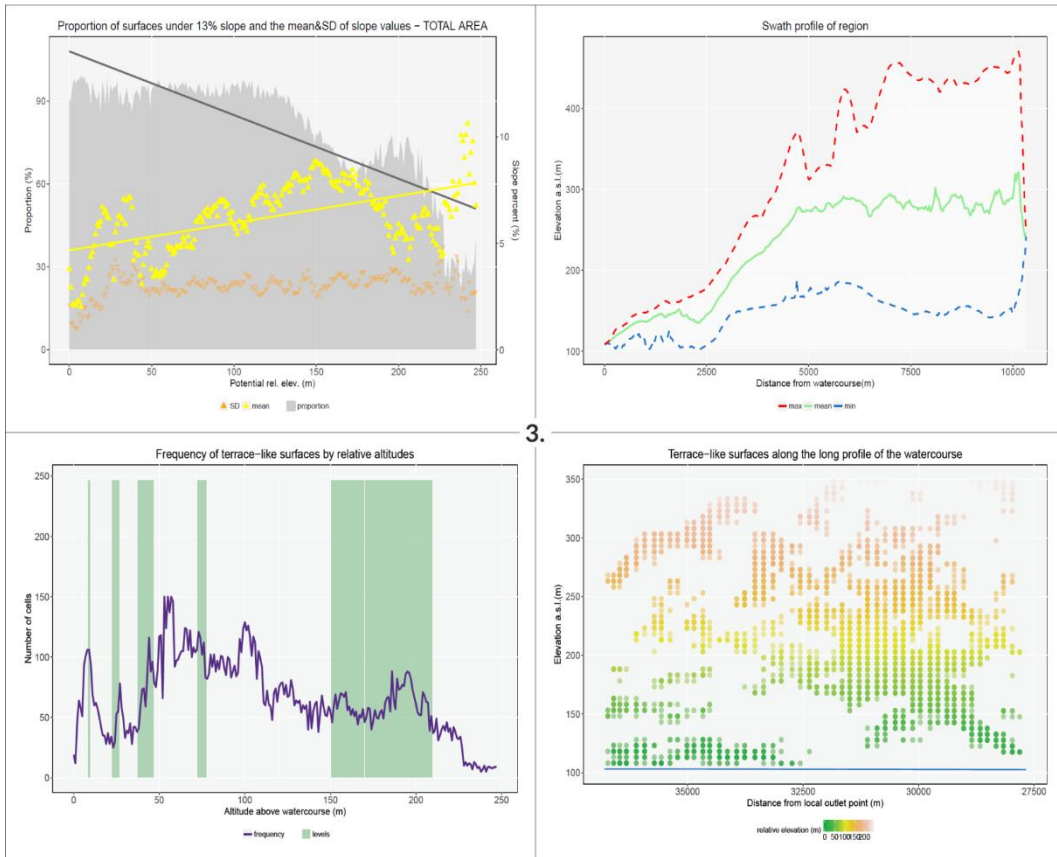 Proportion of surfaces under 13% slope and the mean&SD of slope values – TOTAL AREA
Proportion (%)
90
60
30
0
10
5
0
Slope percent (%)
0 50 100 150 200 250
Potential rel. elev. (m)
SD mean proportion
Swath profile of region
Elevation a.s.l.(m)
400
300
200
100
0 2500 5000 7500 10000
Distance from watercourse(m)
max mean min
3.
Frequency of terrace–like surfaces by relative altitudes
Number of cells
250
200
150
100
50
0
0 50 100 150 200 250
Altitude above watercourse (m)
frequency levels
Terrace–like surfaces along the long profile of the watercourse
Elevation a.s.l.(m)
350
300
250
200
150
100
35000 32500 30000 27500
Distance from local outlet point (m)
relative elevation (m)
0 50 100 150 200